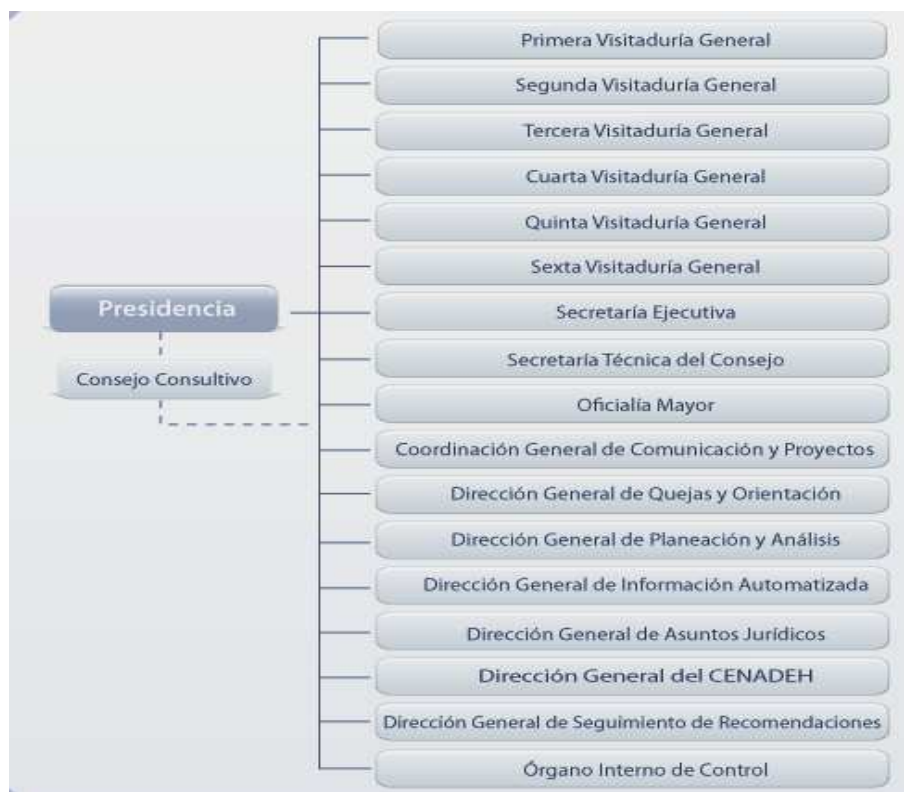 Presidencia
Consejo Consultivo
Primera Visitaduría General
Segunda Visitaduría General
Tercera Visitaduría General
Cuarta Visitaduría General
Quinta Visitaduría General
Sexta Visitaduría General
Secretaría Ejecutiva
Secretaría Técnica del Consejo
Oficialía Mayor
Coordinación General de Comunicación y Proyectos
Dirección General de Quejas y Orientación
Dirección General de Planeación y Análisis
Dirección General de Información Automatizada
Dirección General de Asuntos Jurídicos
Dirección General del CENADEH
Dirección General de Seguimiento de Recomendaciones
Órgano Interno de Control